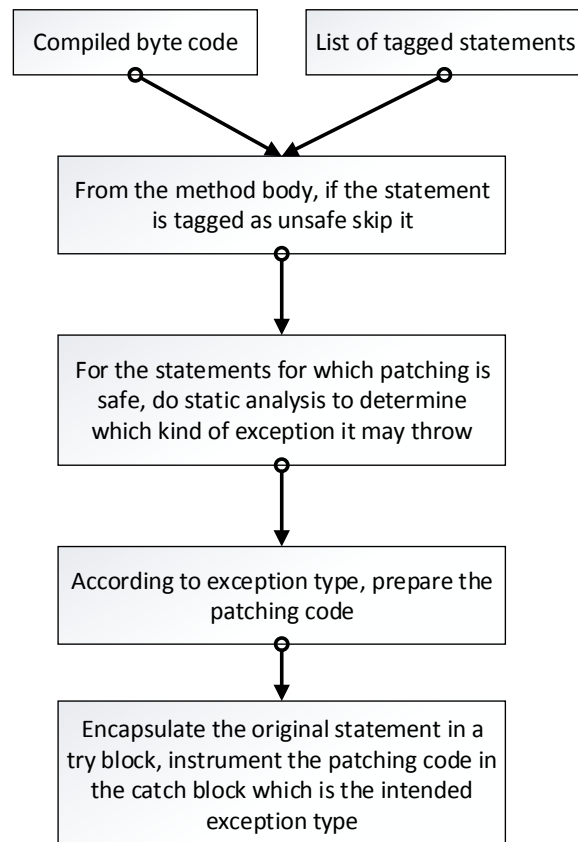 Compiled byte code
List of tagged statements
From the method body, if the statement
is tagged as unsafe skip it
For the statements for which patching is
safe, do static analysis to determine
which kind of exception it may throw
According to exception type, prepare the
patching code
Encapsulate the original statement in a
try block, instrument the patching code in
the catch block which is the intended
exception type